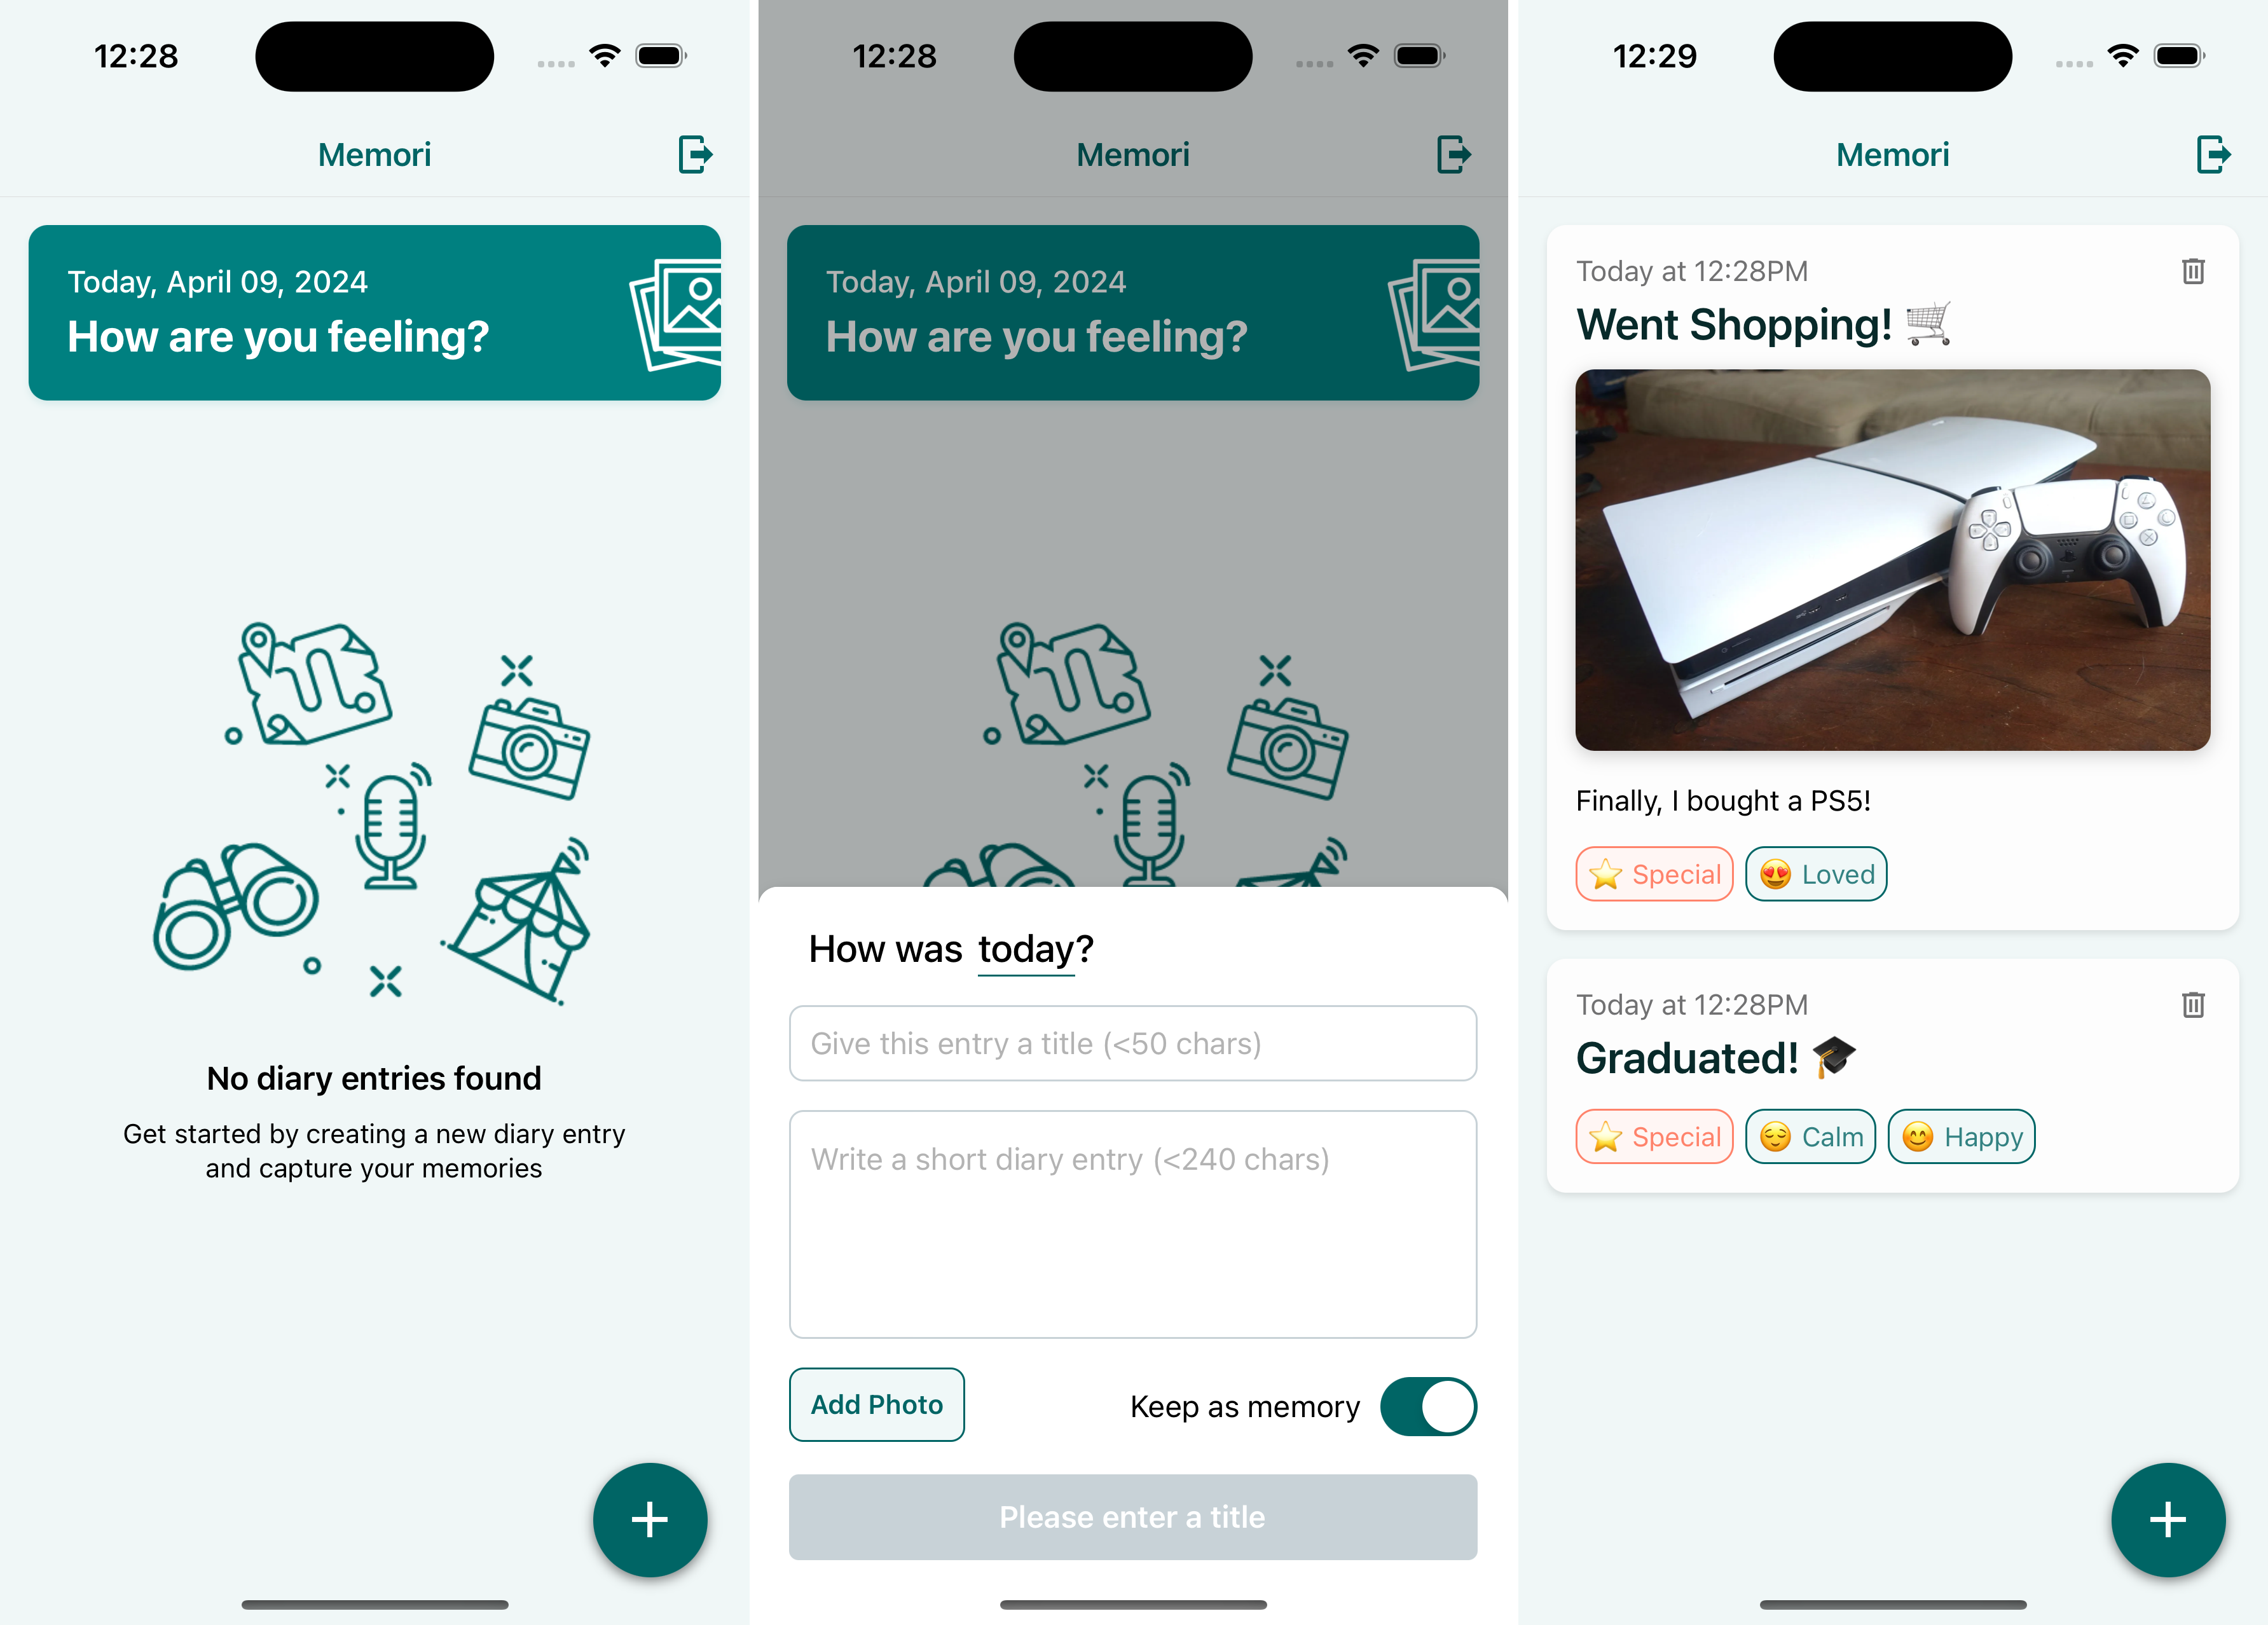 12:28
Memori
Today, April 09, 2024
How are you feeling?
No diary entries found
Get started by creating a new diary entry
and capture your memories
12:28
Memori
Today, April 09, 2024
How are you feeling?
How was today?
Give this entry a title (<50 chars)
Write a short diary entry (<240 chars)
Add Photo
Keep as memory
Please enter a title
12:29
Memori
Today at 12:28PM
Went Shopping! 🛒
Finally, I bought a PS5!
⭐ Special 😍 Loved
Today at 12:28PM
Graduated! 🎓
⭐ Special 😌 Calm 😊 Happy